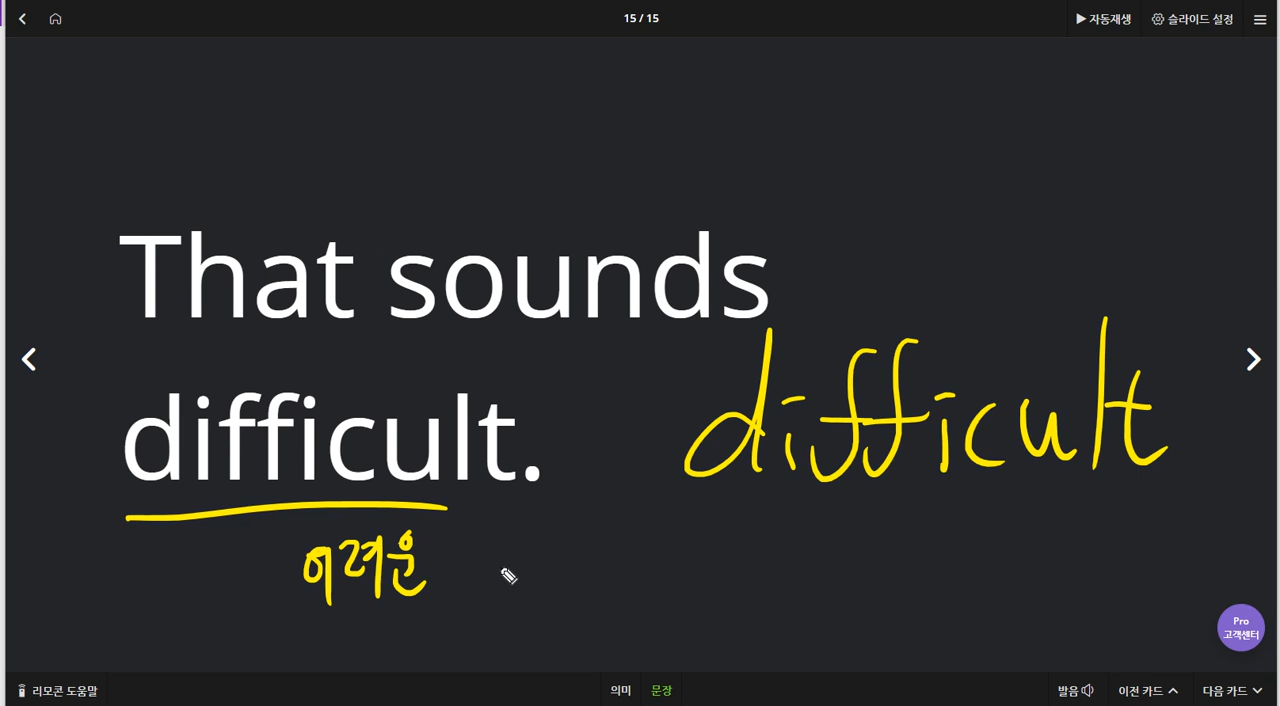 15 / 15
자동재생
슬라이드 설정
That sounds
difficult.
difficult
어려운
Pro
고객센터
리모콘 도움말
의미
문장
발음
이전 카드
다음 카드